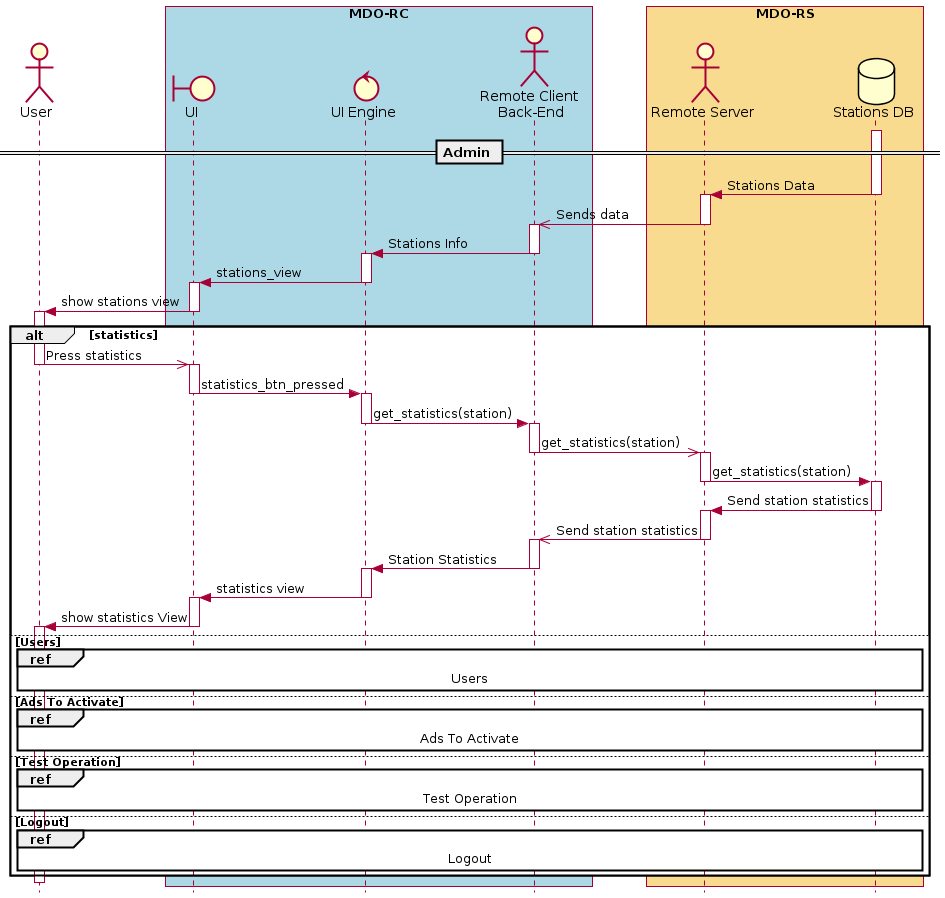 MDO-RC
MDO-RS
User
UI
UI Engine
Remote Client
Back-End
Remote Server
Stations DB
Admin
Stations Data
Sends data
Stations Info
stations_view
show stations view
alt
[statistics]
Press statistics
statistics_btn_pressed
get_statistics(station)
get_statistics(station)
get_statistics(station)
Send station statistics
Send station statistics
Station Statistics
statistics view
show statistics View
[Users]
ref
Users
[Ads To Activate]
ref
Ads To Activate
[Test Operation]
ref
Test Operation
[Logout]
ref
Logout